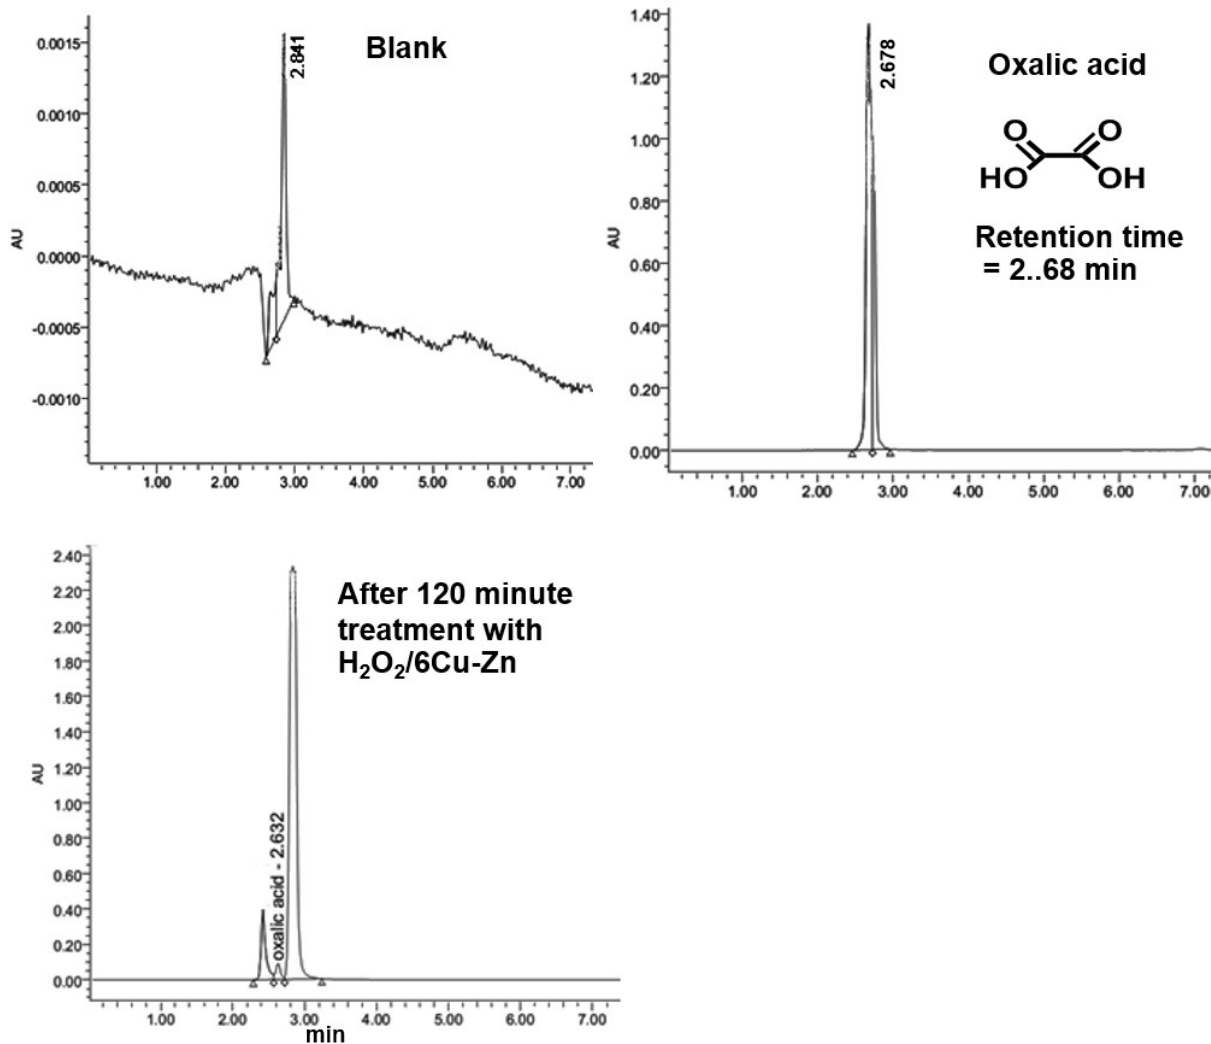 Blank
2.841
AU
0.0015
0.0010
0.0005
0.0000
-0.0005
-0.0010
1.00 2.00 3.00 4.00 5.00 6.00 7.00
Oxalic acid
2.678
O O
HO OH
Retention time
= 2..68 min
AU
1.40
1.20
1.00
0.80
0.60
0.40
0.20
0.00
1.00 2.00 3.00 4.00 5.00 6.00 7.00
After 120 minute
treatment with
H₂O₂/6Cu-Zn
oxalic acid - 2.632
AU
2.40
2.20
2.00
1.80
1.60
1.40
1.20
1.00
0.80
0.60
0.40
0.20
0.00
1.00 2.00 3.00 4.00 5.00 6.00 7.00
min